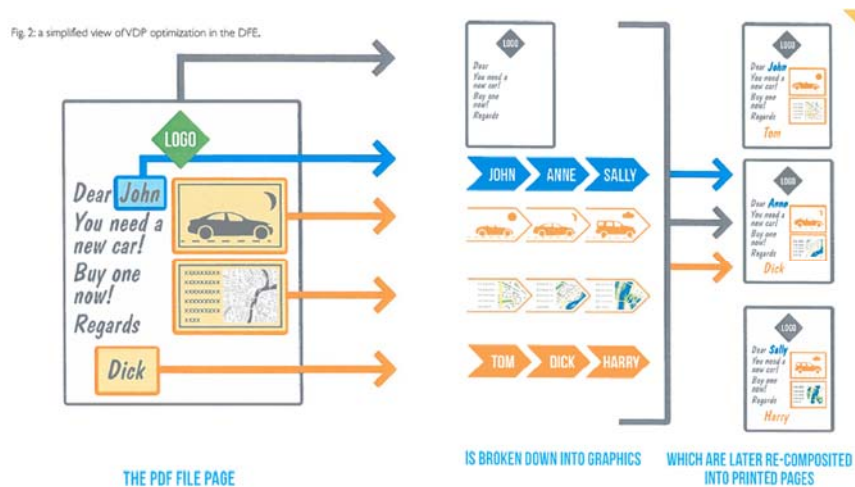 Fig. 2: a simplified view of VDP optimization in the DFE.
LOGO
Dear John
You need a
new car!
Buy one
now!
Regards
Dick
THE PDF FILE PAGE
LOGO
Dear
You need a
new car!
Buy one
now!
Regards
JOHN ANNE SALLY
TOM DICK HARRY
IS BROKEN DOWN INTO GRAPHICS
LOGO
Dear John
You need a
new car!
Buy one
now!
Regards
Tom
LOGO
Dear Anne
You need a
new car!
Buy one
now!
Regards
Dick
LOGO
Dear Sally
You need a
new car!
Buy one
now!
Regards
Harry
WHICH ARE LATER RE-COMPOSITED
INTO PRINTED PAGES